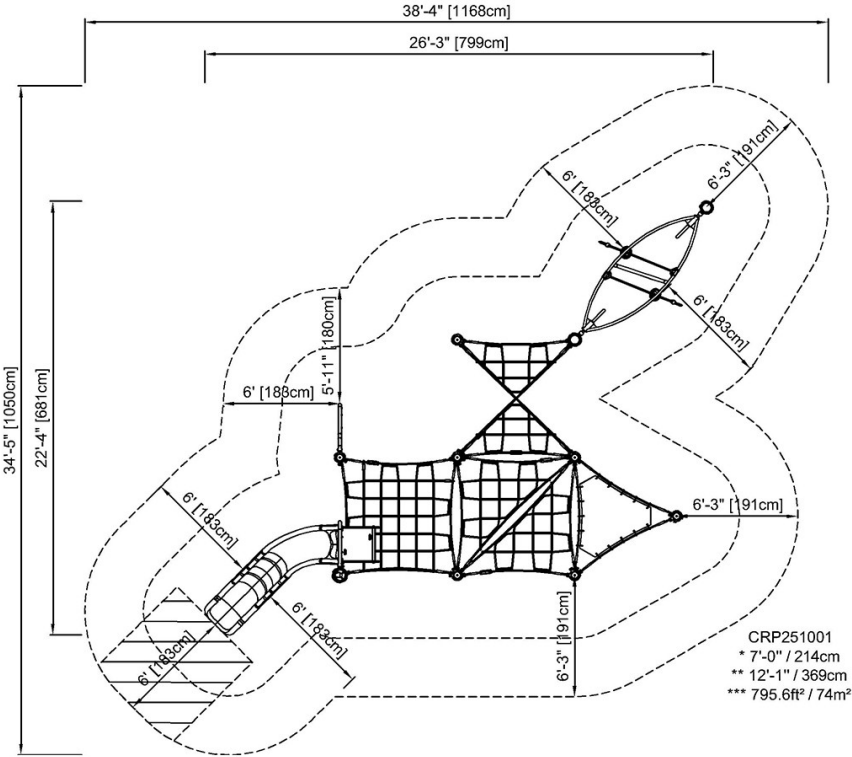 38'-4" [1168cm]
26'-3" [799cm]
6'-3" [191cm]
6' [183cm]
6' [183cm]
5'-11" [180cm]
6' [183cm]
34'-5" [1050cm]
22'-4" [681cm]
6' [183cm]
6'-3" [191cm]
6' [183cm]
6' [183cm]
6'-3" [191cm]
CRP251001
* 7'-0" / 214cm
** 12'-1" / 369cm
*** 795.6ft² / 74m²